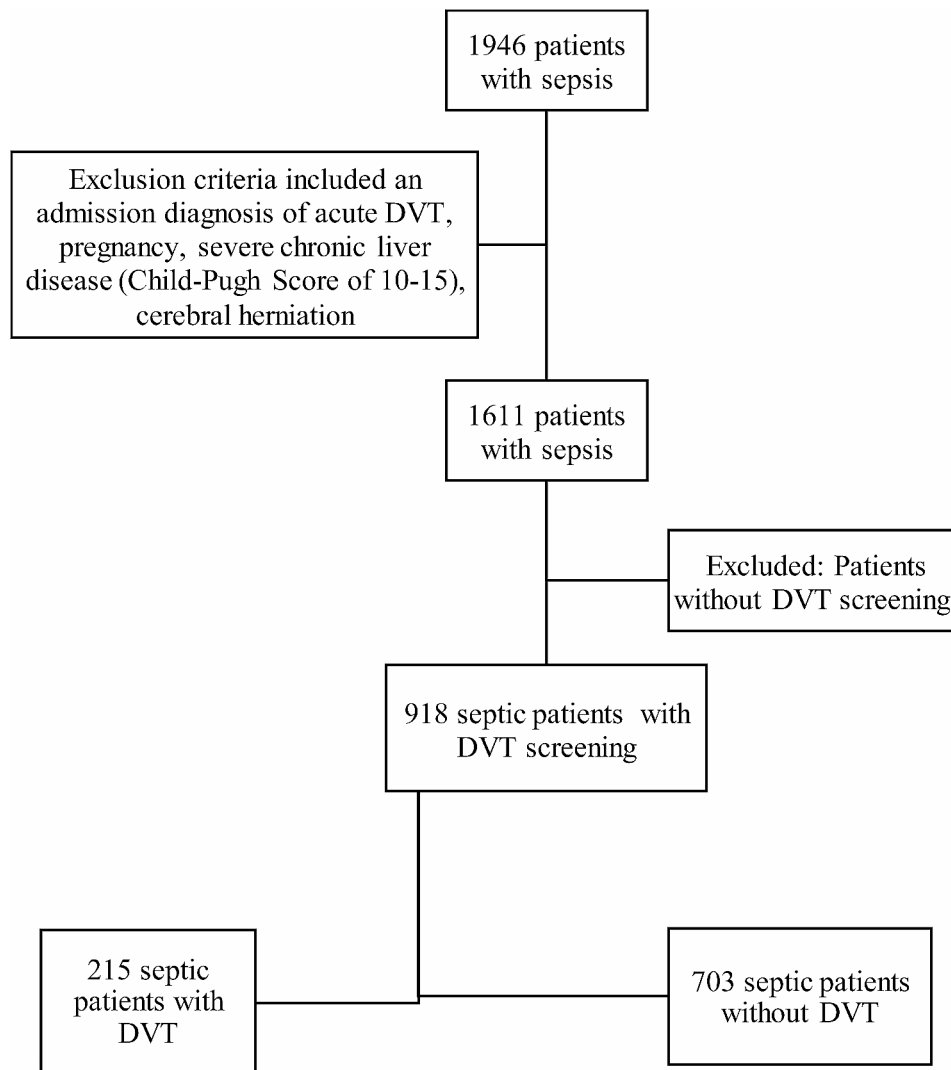 1946 patients
with sepsis
Exclusion criteria included an
admission diagnosis of acute DVT,
pregnancy, severe chronic liver
disease (Child-Pugh Score of 10-15),
cerebral herniation
1611 patients
with sepsis
Excluded: Patients
without DVT screening
918 septic patients with
DVT screening
215 septic
patients with
DVT
703 septic patients
without DVT